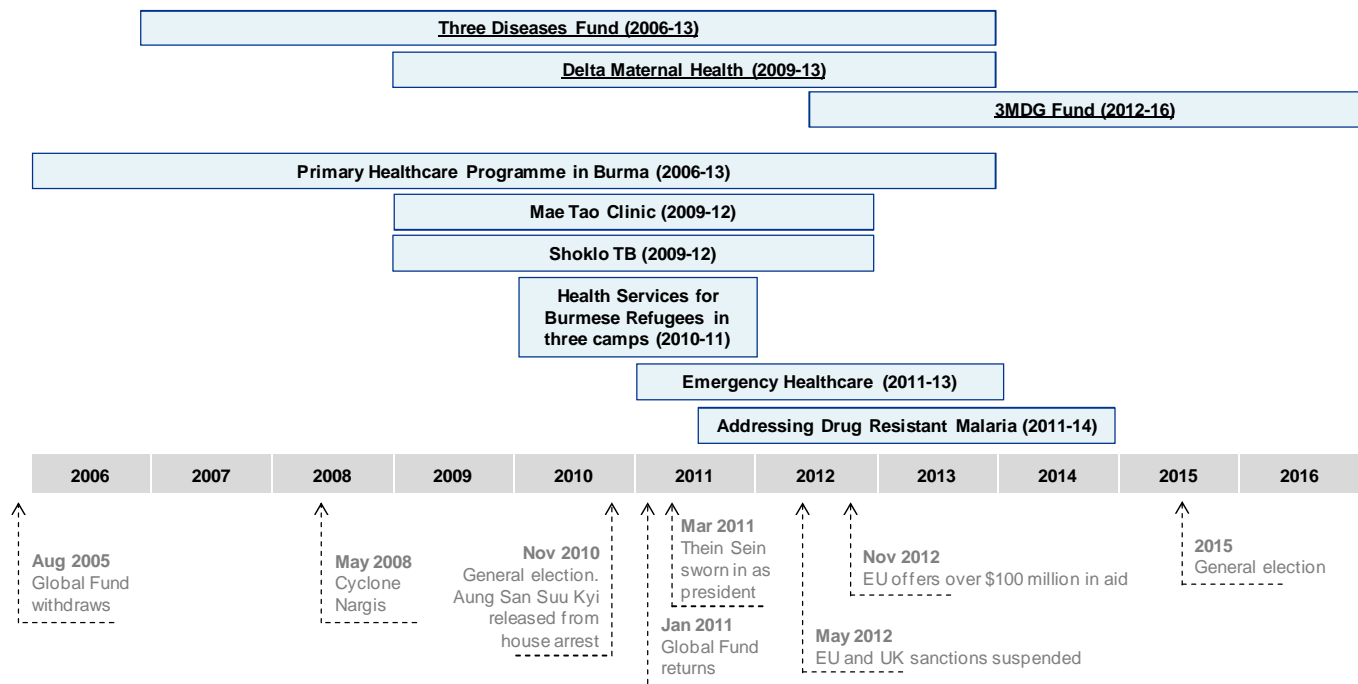 Three Diseases Fund (2006-13)
Delta Maternal Health (2009-13)
3MDG Fund (2012-16)
Primary Healthcare Programme in Burma (2006-13)
Mae Tao Clinic (2009-12)
Shoklo TB (2009-12)
Health Services for
Burmese Refugees in
three camps (2010-11)
Emergency Healthcare (2011-13)
Addressing Drug Resistant Malaria (2011-14)
2006 2007 2008 2009 2010 2011 2012 2013 2014 2015 2016
Aug 2005
Global Fund
withdraws
May 2008
Cyclone
Nargis
Nov 2010
General election.
Aung San Suu Kyi
released from
house arrest
Mar 2011
Thein Sein
sworn in as
president
Jan 2011
Global Fund
returns
Nov 2012
EU offers over $100 million in aid
May 2012
EU and UK sanctions suspended
2015
General election